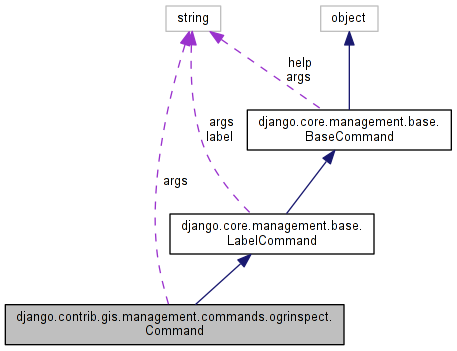 string
object
help
args
django.core.management.base.
BaseCommand
args
label
args
django.core.management.base.
LabelCommand
django.contrib.gis.management.commands.ogrinspect.
Command